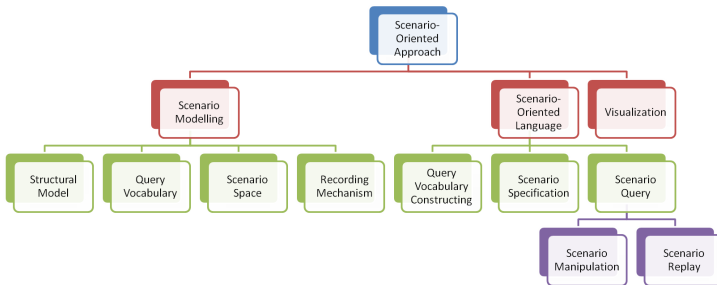 Scenario-
Oriented
Approach
Scenario
Modelling
Scenario-
Oriented
Language
Visualization
Structural
Model
Query
Vocabulary
Scenario
Space
Recording
Mechanism
Query
Vocabulary
Constructing
Scenario
Specification
Scenario
Query
Scenario
Manipulation
Scenario
Replay